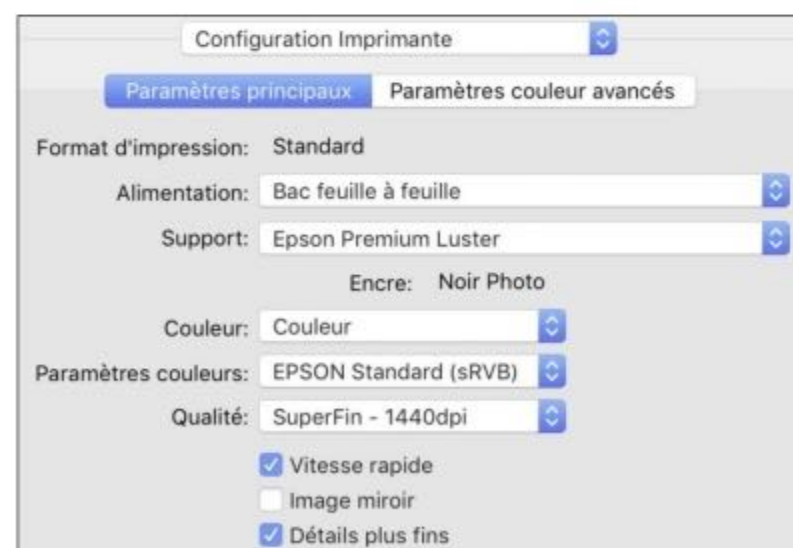 Configuration Imprimante
Paramètres principaux Paramètres couleur avancés
Format d'impression: Standard
Alimentation: Bac feuille à feuille
Support: Epson Premium Luster
Encre: Noir Photo
Couleur: Couleur
Paramètres couleurs: EPSON Standard (sRVB)
Qualité: SuperFin - 1440dpi
Vitesse rapide
Image miroir
Détails plus fins